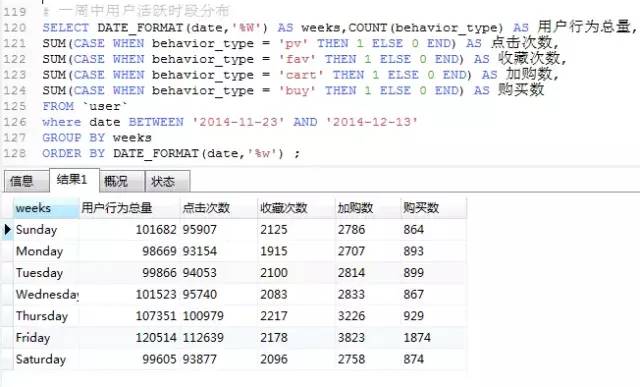 119 # 一周中用户活跃时段分布
120 SELECT DATE_FORMAT(date,'%W') AS weeks,COUNT(behavior_type) AS 用户行为总量,
121 SUM(CASE WHEN behavior_type = 'pv' THEN 1 ELSE 0 END) AS 点击次数,
122 SUM(CASE WHEN behavior_type = 'fav' THEN 1 ELSE 0 END) AS 收藏次数,
123 SUM(CASE WHEN behavior_type = 'cart' THEN 1 ELSE 0 END) AS 加购数,
124 SUM(CASE WHEN behavior_type = 'buy' THEN 1 ELSE 0 END) AS 购买数
125 FROM `user`
126 where date BETWEEN '2014-11-23' AND '2014-12-13'
127 GROUP BY weeks
128 ORDER BY DATE_FORMAT(date,'%w') ;
信息 结果1 概况 状态
weeks 用户行为总量 点击次数 收藏次数 加购数 购买数
Sunday 101682 95907 2125 2786 864
Monday 98669 93154 1915 2707 893
Tuesday 99866 94053 2100 2814 899
Wednesday 101523 95740 2083 2833 867
Thursday 107351 100979 2217 3226 929
Friday 120514 112639 2178 3823 1874
Saturday 99605 93877 2096 2758 874